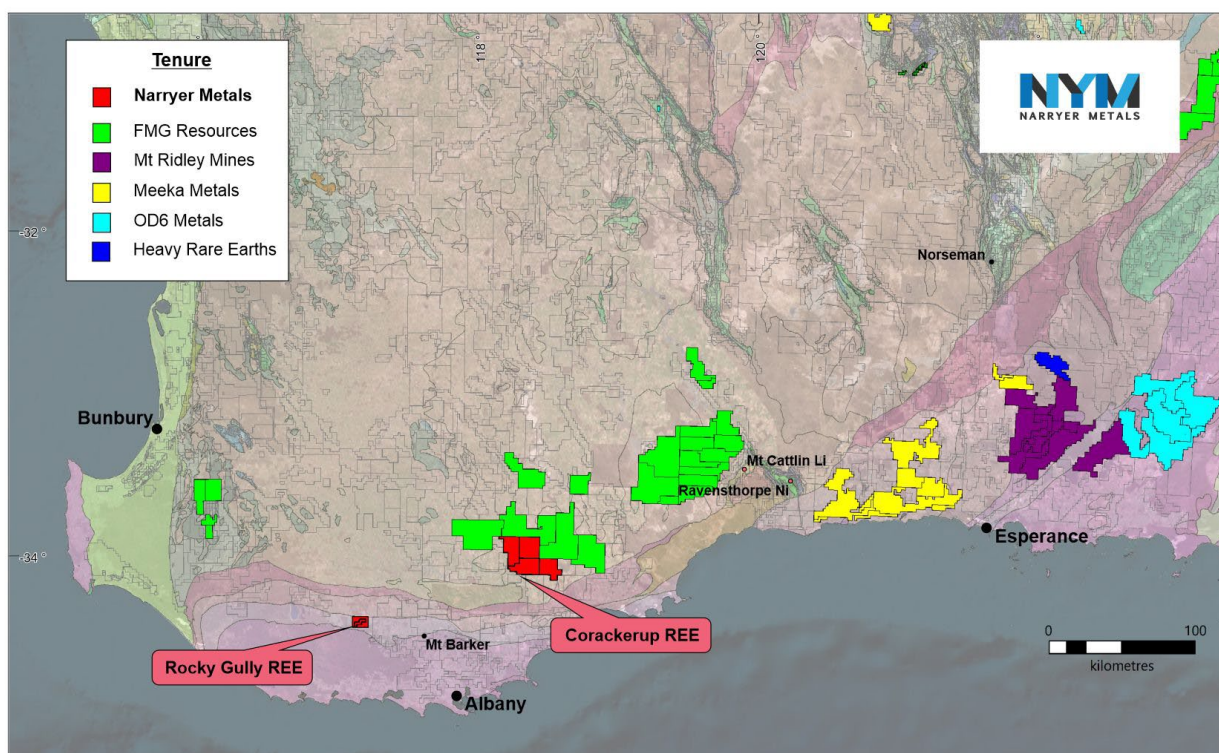 118 °
120 °
Tenure
Narryer Metals
FMG Resources
Mt Ridley Mines
Meeka Metals
OD6 Metals
Heavy Rare Earths
NYM
NARRYER METALS
-32 °
Norseman
Bunbury
Mt Cattlin Li
Ravensthorpe Ni
Esperance
-34 °
Corackerup REE
Mt Barker
Rocky Gully REE
Albany
0 100
kilometres